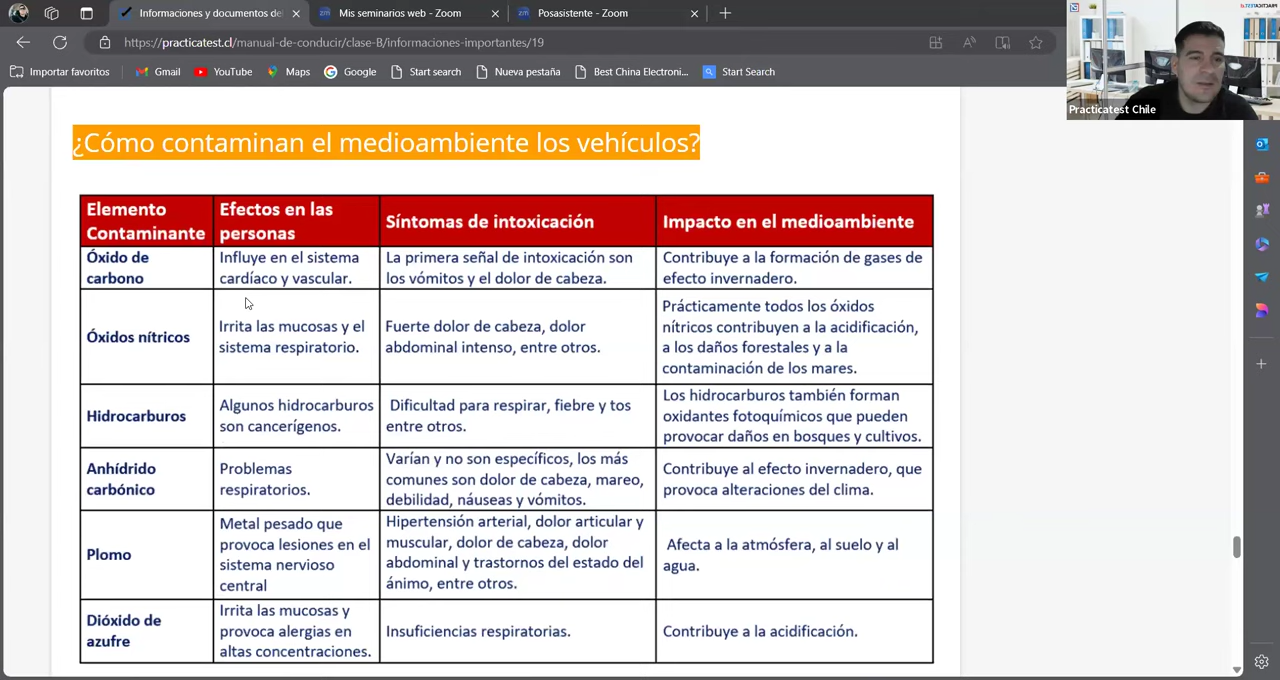 Informaciones y documentos del
Mis seminarios web - Zoom
Posasistente - Zoom
https://practicatest.cl/manual-de-conducir/clase-B/informaciones-importantes/19
Importar favoritos
Gmail
YouTube
Maps
Google
Start search
Nueva pestaña
Best China Electroni...
Start Search
Practicatest Chile
¿Cómo contaminan el medioambiente los vehículos?
Elemento
Contaminante
Efectos en las
personas
Síntomas de intoxicación
Impacto en el medioambiente
Óxido de
carbono
Influye en el sistema
cardíaco y vascular.
La primera señal de intoxicación son
los vómitos y el dolor de cabeza.
Contribuye a la formación de gases de
efecto invernadero.
Óxidos nítricos
Irrita las mucosas y el
sistema respiratorio.
Fuerte dolor de cabeza, dolor
abdominal intenso, entre otros.
Prácticamente todos los óxidos
nítricos contribuyen a la acidificación,
a los daños forestales y a la
contaminación de los mares.
Hidrocarburos
Algunos hidrocarburos
son cancerígenos.
Dificultad para respirar, fiebre y tos
entre otros.
Los hidrocarburos también forman
oxidantes fotoquímicos que pueden
provocar daños en bosques y cultivos.
Anhídrido
carbónico
Problemas
respiratorios.
Varían y no son específicos, los más
comunes son dolor de cabeza, mareo,
debilidad, náuseas y vómitos.
Contribuye al efecto invernadero, que
provoca alteraciones del clima.
Plomo
Metal pesado que
provoca lesiones en el
sistema nervioso
central
Hipertensión arterial, dolor articular y
muscular, dolor de cabeza, dolor
abdominal y trastornos del estado del
ánimo, entre otros.
Afecta a la atmósfera, al suelo y al
agua.
Dióxido de
azufre
Irrita las mucosas y
provoca alergias en
altas concentraciones.
Insuficiencias respiratorias.
Contribuye a la acidificación.